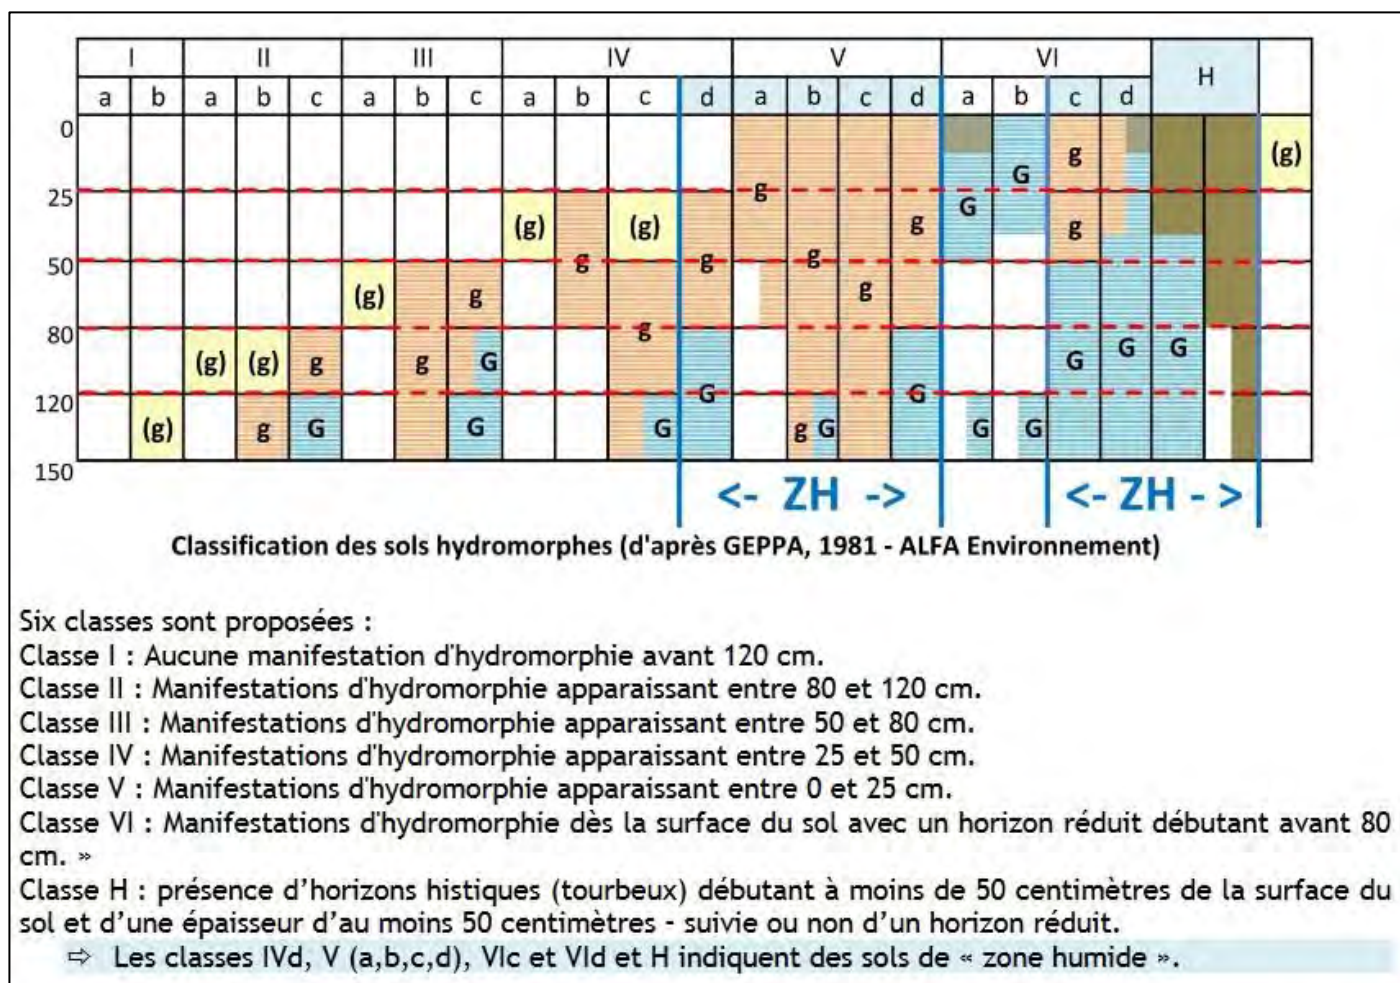 I II III IV V VI H
a b a b c a b c a b c d a b c d a b c d
0
g (g)
G
25 g
G
(g) (g) g g
50 g g g
(g) g g
80 g
(g) (g) g g G G G G
120 G G
(g) g G G G g G G G
150
<- ZH -> <- ZH - >
Classification des sols hydromorphes (d'après GEPPA, 1981 - ALFA Environnement)
Six classes sont proposées :
Classe I : Aucune manifestation d'hydromorphie avant 120 cm.
Classe II : Manifestations d'hydromorphie apparaissant entre 80 et 120 cm.
Classe III : Manifestations d'hydromorphie apparaissant entre 50 et 80 cm.
Classe IV : Manifestations d'hydromorphie apparaissant entre 25 et 50 cm.
Classe V : Manifestations d'hydromorphie apparaissant entre 0 et 25 cm.
Classe VI : Manifestations d'hydromorphie dès la surface du sol avec un horizon réduit débutant avant 80
cm. »
Classe H : présence d'horizons histiques (tourbeux) débutant à moins de 50 centimètres de la surface du
sol et d'une épaisseur d'au moins 50 centimètres - suivie ou non d'un horizon réduit.
⇨ Les classes IVd, V (a,b,c,d), VIc et VId et H indiquent des sols de « zone humide ».